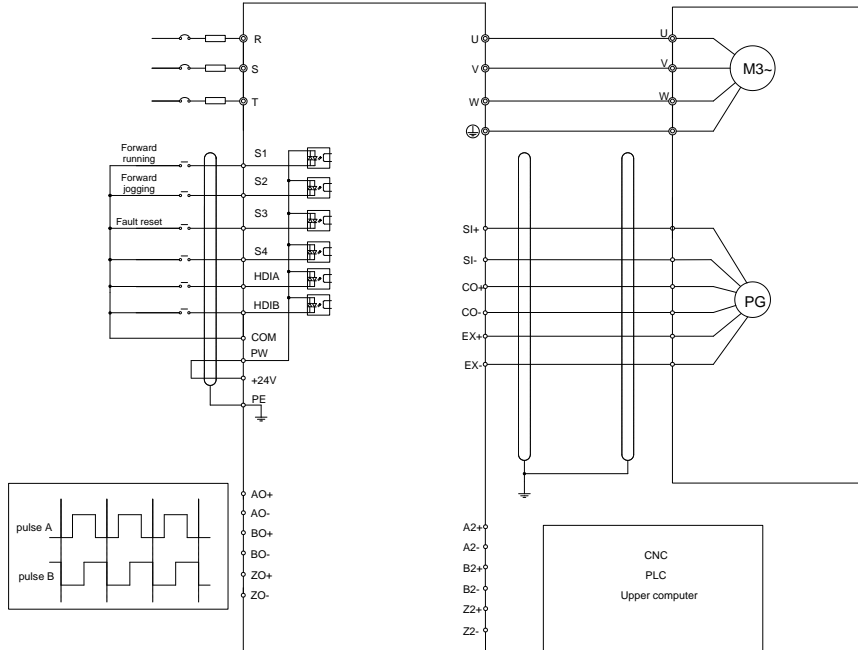 R
S
T
U
V
W
U
V
W
M3~
Forward
running
Forward
jogging
Fault reset
S1
S2
S3
S4
HDIA
HDIB
COM
PW
+24V
PE
SI+
SI-
CO+
CO-
EX+
EX-
PG
pulse A
pulse B
AO+
AO-
BO+
BO-
ZO+
ZO-
A2+
A2-
B2+
B2-
Z2+
Z2-
CNC
PLC
Upper computer